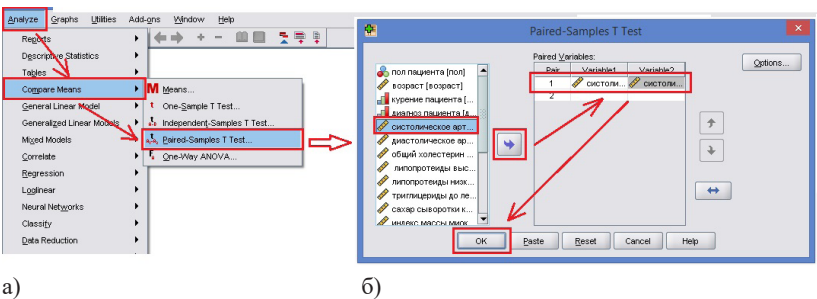 Analyze Graphs Utilities Add-ons Window Help
Reports
Descriptive Statistics
Tables
Compare Means
General Linear Model
Generalized Linear Models
Mixed Models
Correlate
Regression
Loglinear
Neural Networks
Classify
Data Reduction
M Means...
t One-Sample T Test...
Independent-Samples T Test...
Paired-Samples T Test...
One-Way ANOVA...
Paired-Samples T Test
пол пациента [пол]
возраст [возраст]
курение пациента [...
диагноз пациента [д...
систолическое арт...
диастолическое ар...
общий холестерин ...
липопротеиды выс...
липопротеиды низк...
триглицериды до ле...
сахар сыворотки к...
индекс массы миок...
Paired Variables:
Pair Variable1 Variable2
1 систоли... систоли...
2
Options...
OK Paste Reset Cancel Help
а) б)